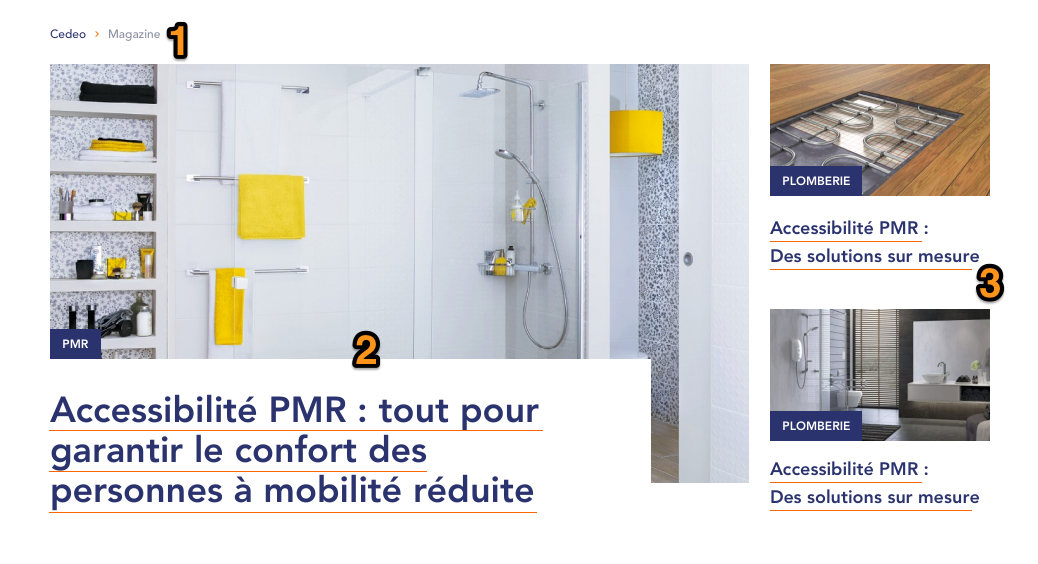 Cedeo › Magazine
1
PMR
2
Accessibilité PMR : tout pour
garantir le confort des
personnes à mobilité réduite
PLOMBERIE
Accessibilité PMR :
Des solutions sur mesure
3
PLOMBERIE
Accessibilité PMR :
Des solutions sur mesure